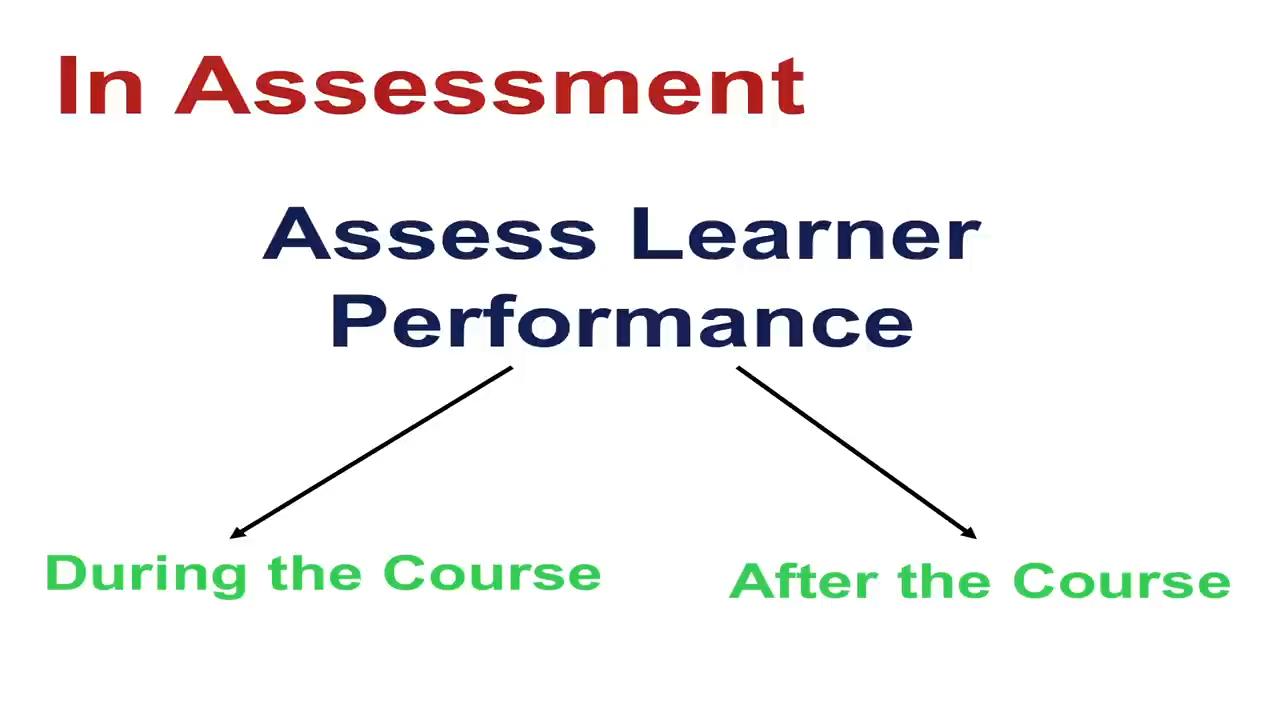 In Assessment
Assess Learner
Performance
During the Course
After the Course